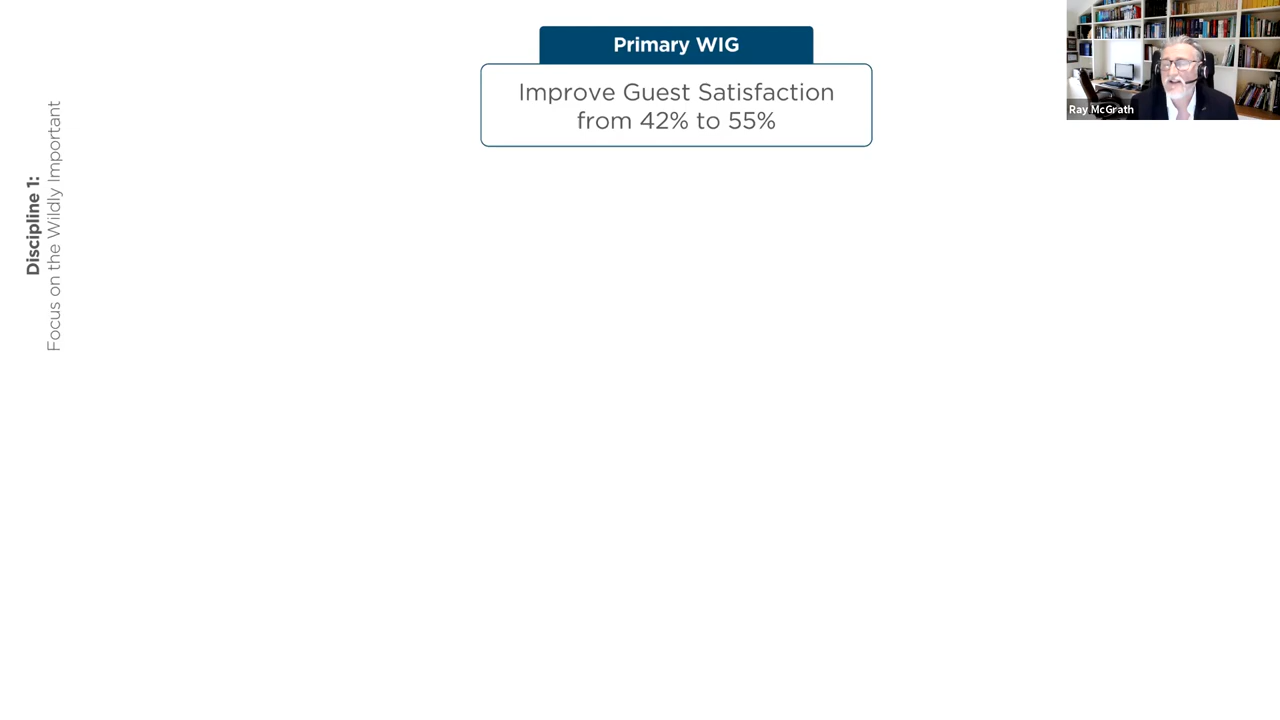 Primary WIG
Improve Guest Satisfaction
from 42% to 55%
Discipline 1:
Focus on the Wildly Important
Ray McGrath